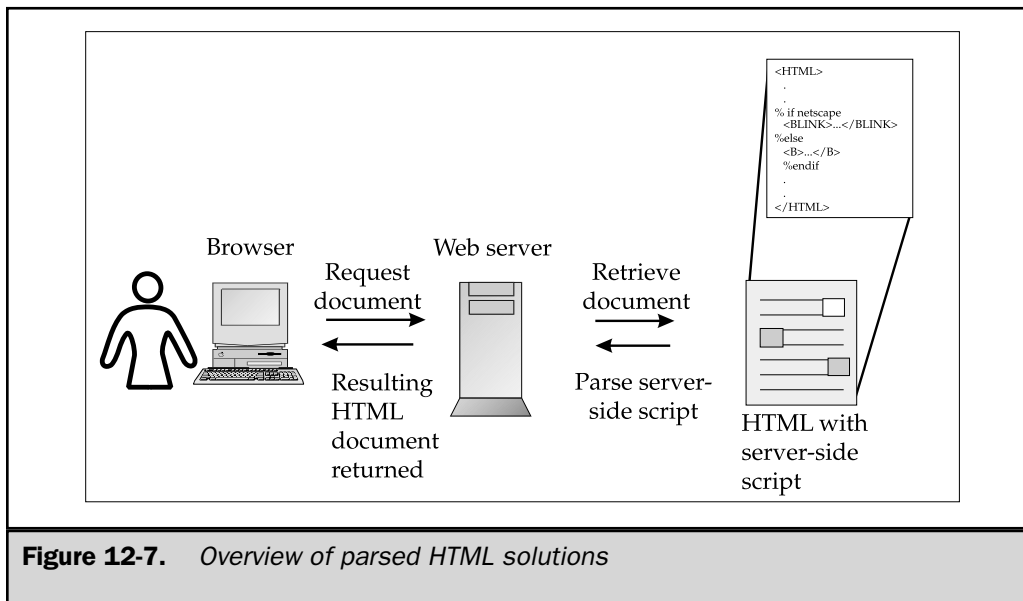 <HTML>
.
.
% if netscape
<BLINK>...</BLINK>
%else
<B>...</B>
%endif
.
.
</HTML>
Browser
Web server
Request
document
Retrieve
document
Resulting
HTML
document
returned
Parse server-
side script
HTML with
server-side
script
Figure 12-7. Overview of parsed HTML solutions